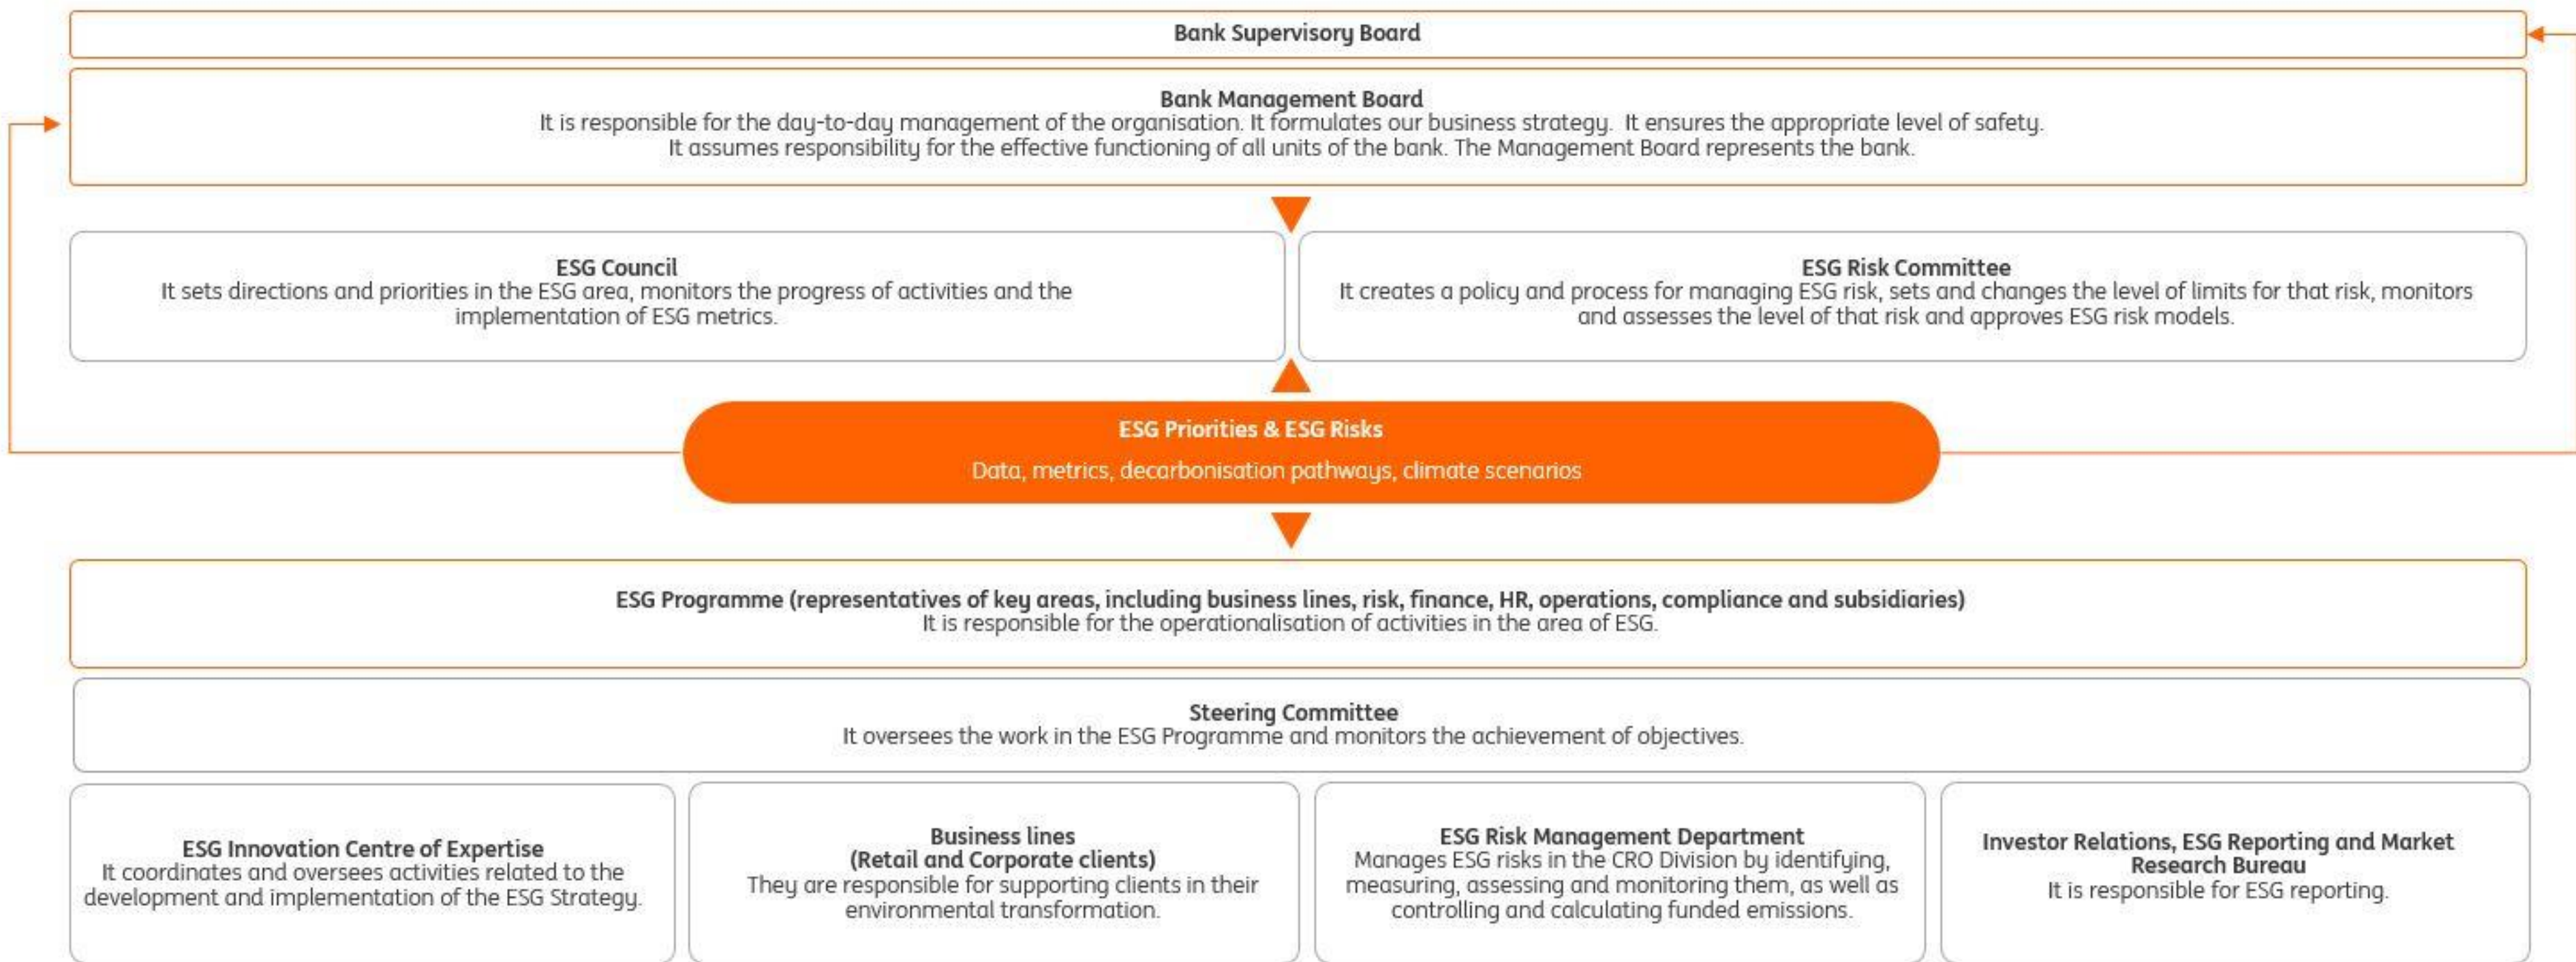 Bank Supervisory Board
Bank Management Board
It is responsible for the day-to-day management of the organisation. It formulates our business strategy.  It ensures the appropriate level of safety.
It assumes responsibility for the effective functioning of all units of the bank. The Management Board represents the bank.
ESG Council
It sets directions and priorities in the ESG area, monitors the progress of activities and the
implementation of ESG metrics.
ESG Risk Committee
It creates a policy and process for managing ESG risk, sets and changes the level of limits for that risk, monitors
and assesses the level of that risk and approves ESG risk models.
ESG Priorities & ESG Risks
Data, metrics, decarbonisation pathways, climate scenarios
ESG Programme (representatives of key areas, including business lines, risk, finance, HR, operations, compliance and subsidiaries)
It is responsible for the operationalisation of activities in the area of ESG.
Steering Committee
It oversees the work in the ESG Programme and monitors the achievement of objectives.
ESG Innovation Centre of Expertise
It coordinates and oversees activities related to the
development and implementation of the ESG Strategy.
Business lines
(Retail and Corporate clients)
They are responsible for supporting clients in their
environmental transformation.
ESG Risk Management Department
Manages ESG risks in the CRO Division by identifying,
measuring, assessing and monitoring them, as well as
controlling and calculating funded emissions.
Investor Relations, ESG Reporting and Market
Research Bureau
It is responsible for ESG reporting.